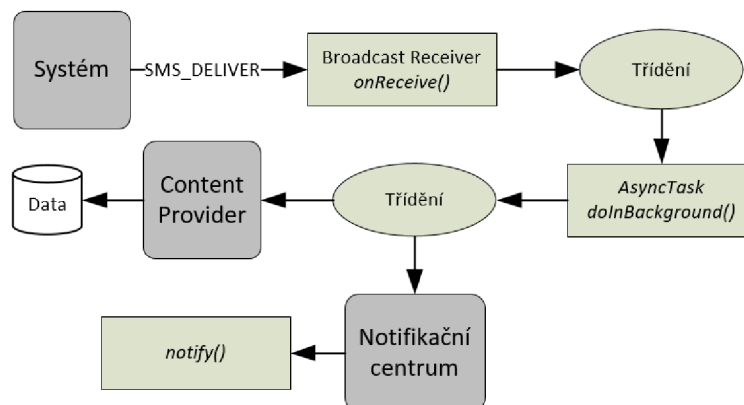 Systém
SMS_DELIVER
Broadcast Receiver
onReceive()
Třídění
Data
Content
Provider
Třídění
AsyncTask
doInBackground()
notify()
Notifikační
centrum